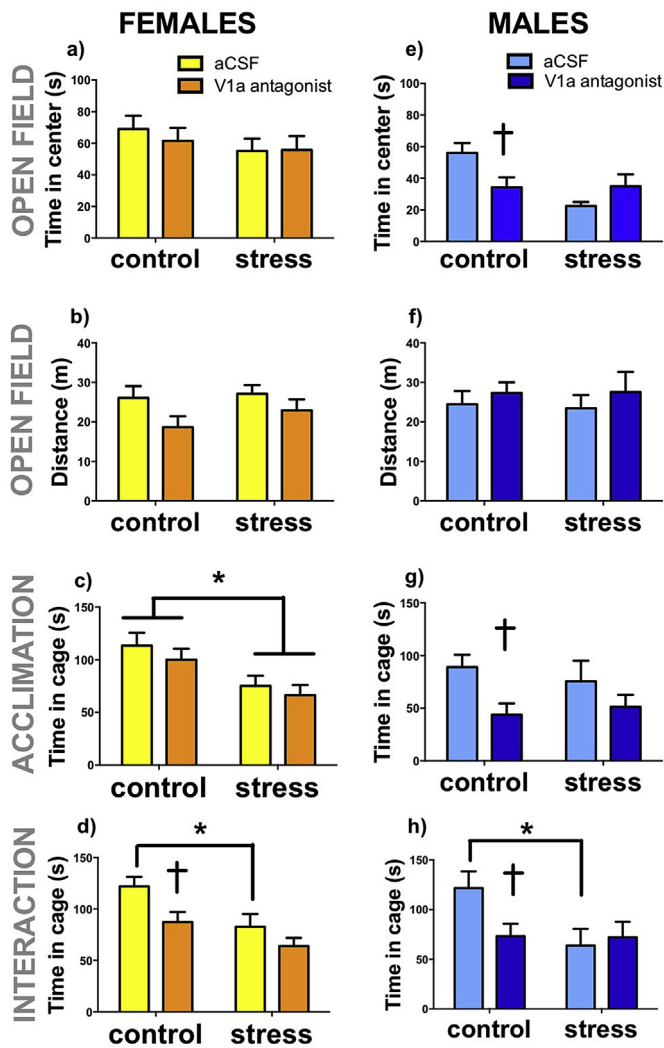 FEMALES
MALES
a)
aCSF
V1a antagonist
OPEN FIELD
Time in center (s)
100
80
60
40
20
0
control
stress
e)
aCSF
V1a antagonist
Time in center (s)
100
80
60
40
20
0
†
control
stress
b)
OPEN FIELD
Distance (m)
40
30
20
10
0
control
stress
f)
Distance (m)
40
30
20
10
0
control
stress
c)
*
ACCLIMATION
Time in cage (s)
150
100
50
0
control
stress
g)
Time in cage (s)
150
100
50
0
†
control
stress
d)
*
†
INTERACTION
Time in cage (s)
150
100
50
0
control
stress
h)
*
†
Time in cage (s)
150
100
50
0
control
stress